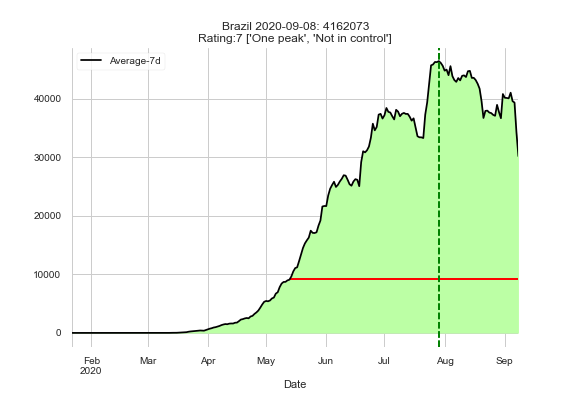 Brazil 2020-09-08: 4162073
Rating:7 ['One peak', 'Not in control']
Average-7d
40000
30000
20000
10000
0
Feb
2020
Mar
Apr
May
Jun
Jul
Aug
Sep
Date